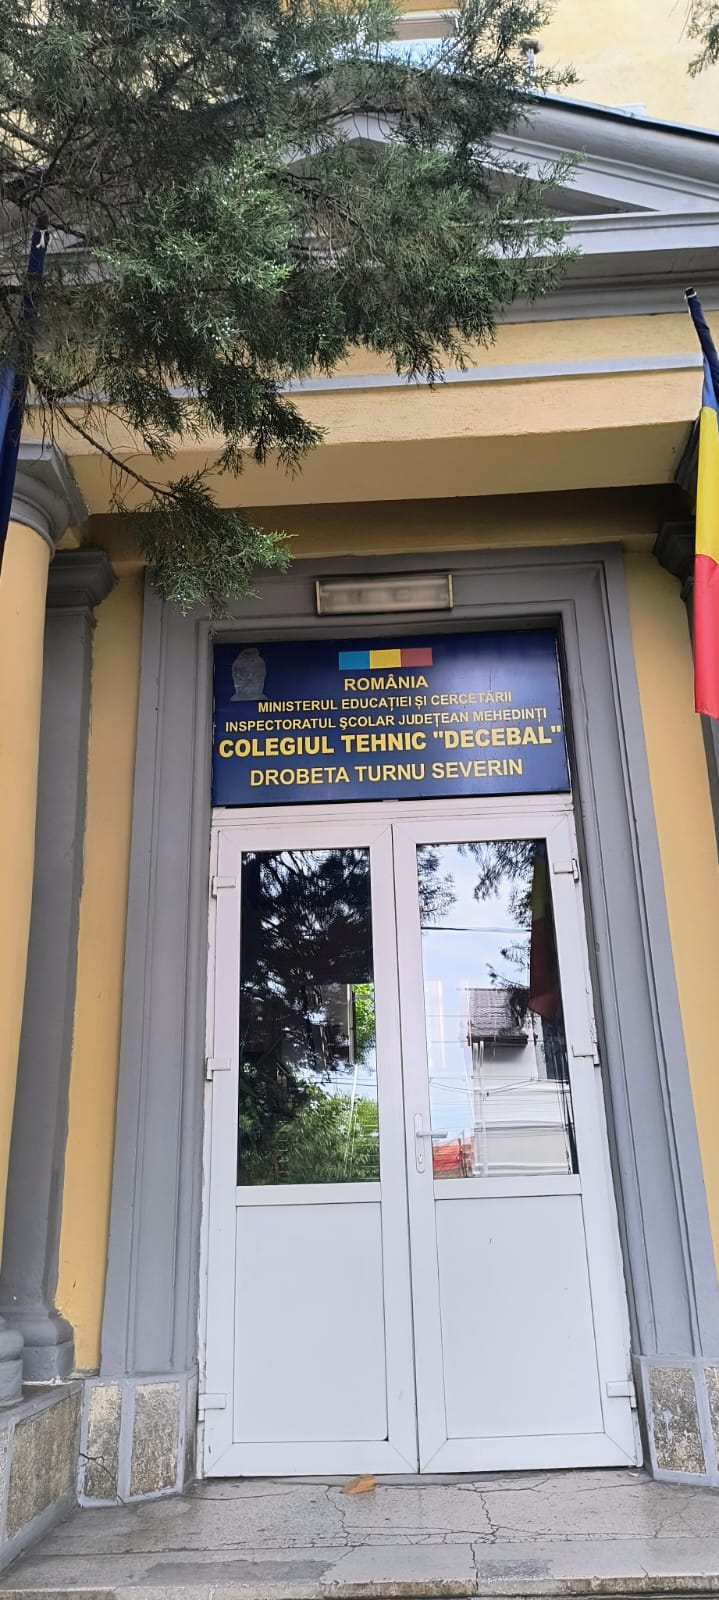 ROMÂNIA
MINISTERUL EDUCAȚIEI ȘI CERCETĂRII
INSPECTORATUL ȘCOLAR JUDEȚEAN MEHEDINȚI
COLEGIUL TEHNIC "DECEBAL"
DROBETA TURNU SEVERIN